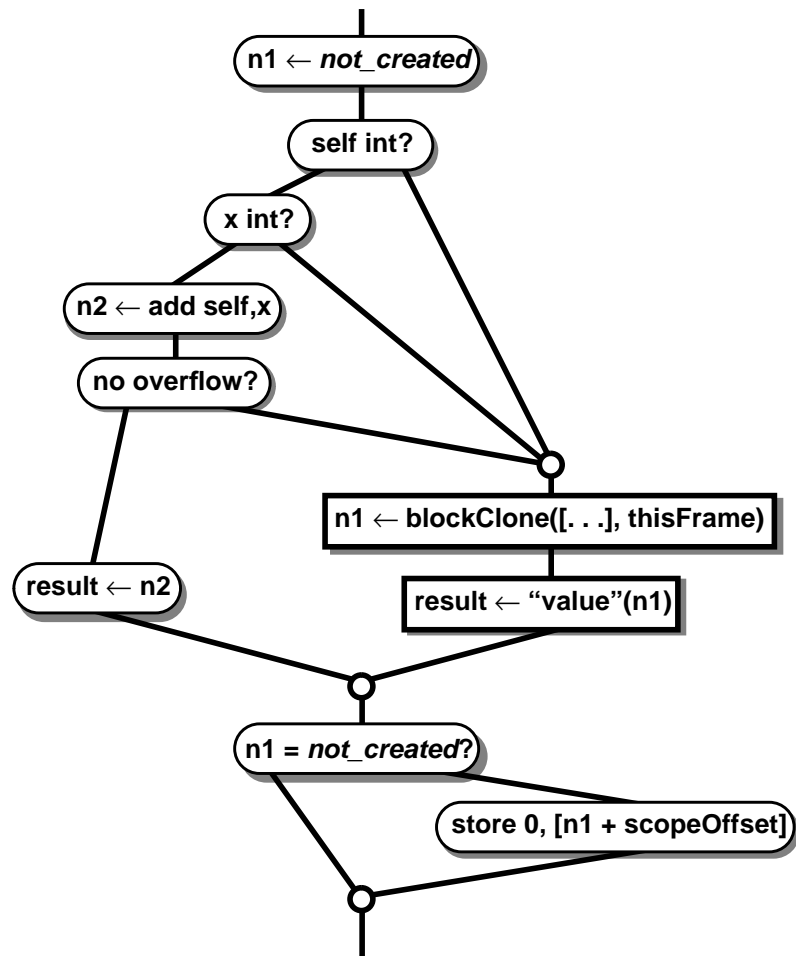 n1 ← not_created
self int?
x int?
n2 ← add self,x
no overflow?
n1 ← blockClone([. . .], thisFrame)
result ← n2
result ← “value”(n1)
n1 = not_created?
store 0, [n1 + scopeOffset]